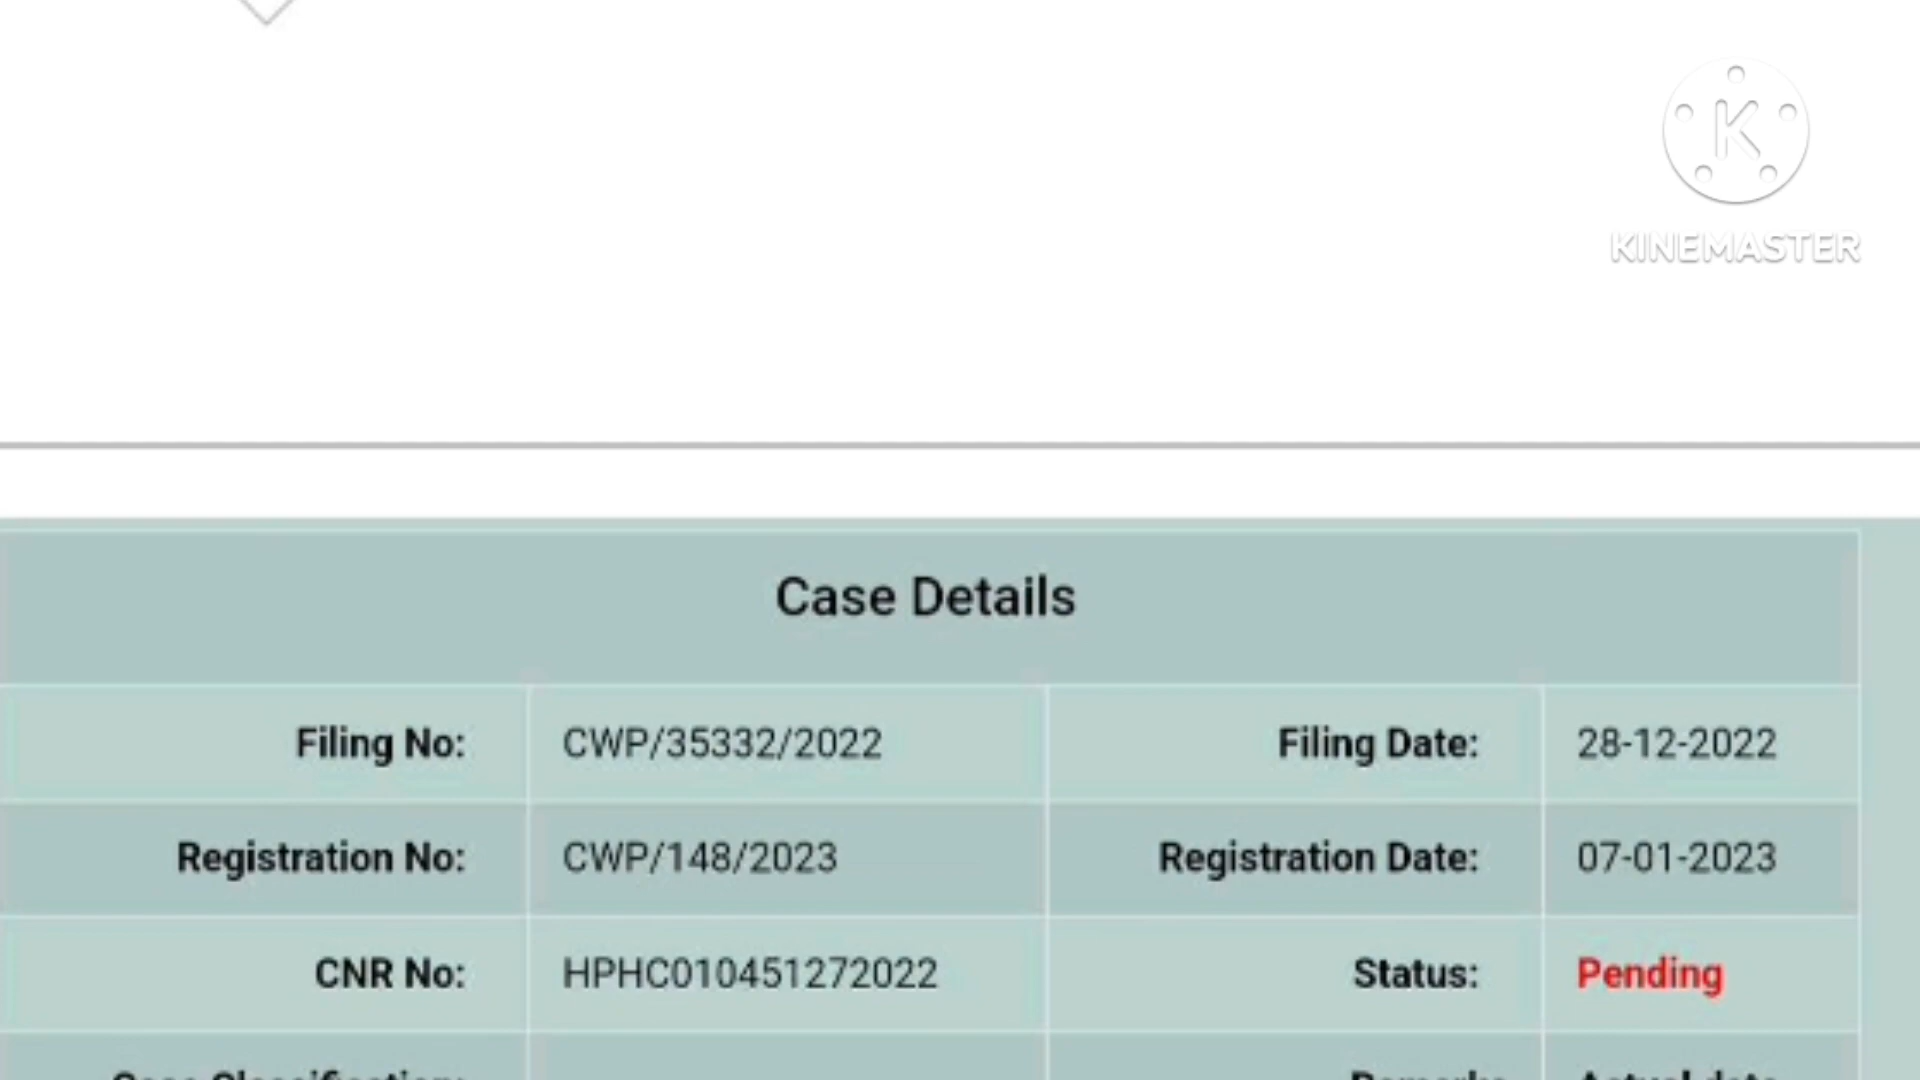 K
KINEMASTER
Case Details
Filing No: CWP/35332/2022 Filing Date: 28-12-2022
Registration No: CWP/148/2023 Registration Date: 07-01-2023
CNR No: HPHC010451272022 Status: Pending